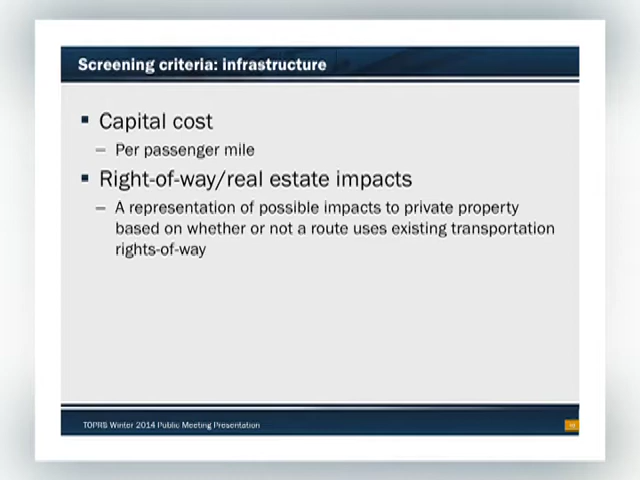 Screening criteria: infrastructure
▪ Capital cost
– Per passenger mile
▪ Right-of-way/real estate impacts
– A representation of possible impacts to private property
based on whether or not a route uses existing transportation
rights-of-way
TOPRS Winter 2014 Public Meeting Presentation